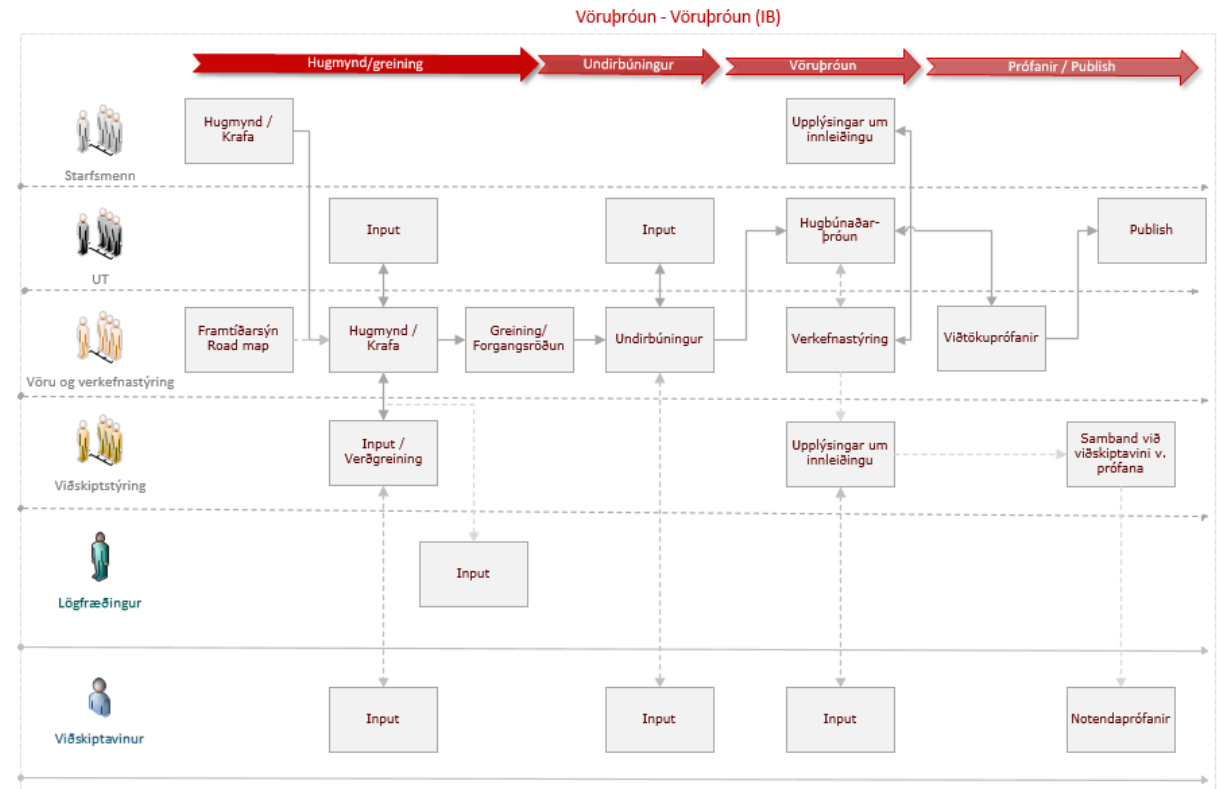 Vöruþróun - Vöruþróun (IB)
Hugmynd/greining
Undirbúningur
Vöruþróun
Prófanir / Publish
Starfsmenn
Hugmynd /
Krafa
Upplýsingar um
innleiðingu
UT
Input
Input
Hugbúnaðar-
þróun
Publish
Vöru og verkefnastýring
Framtíðarsýn
Road map
Hugmynd /
Krafa
Greining/
Forgangsröðun
Undirbúningur
Verkefnastýring
Viðtökuprófanir
Viðskiptstýring
Input /
Verðgreining
Upplýsingar um
innleiðingu
Samband við
viðskiptavini v.
prófana
Lögfræðingur
Input
Viðskiptavinur
Input
Input
Input
Notendaprófanir